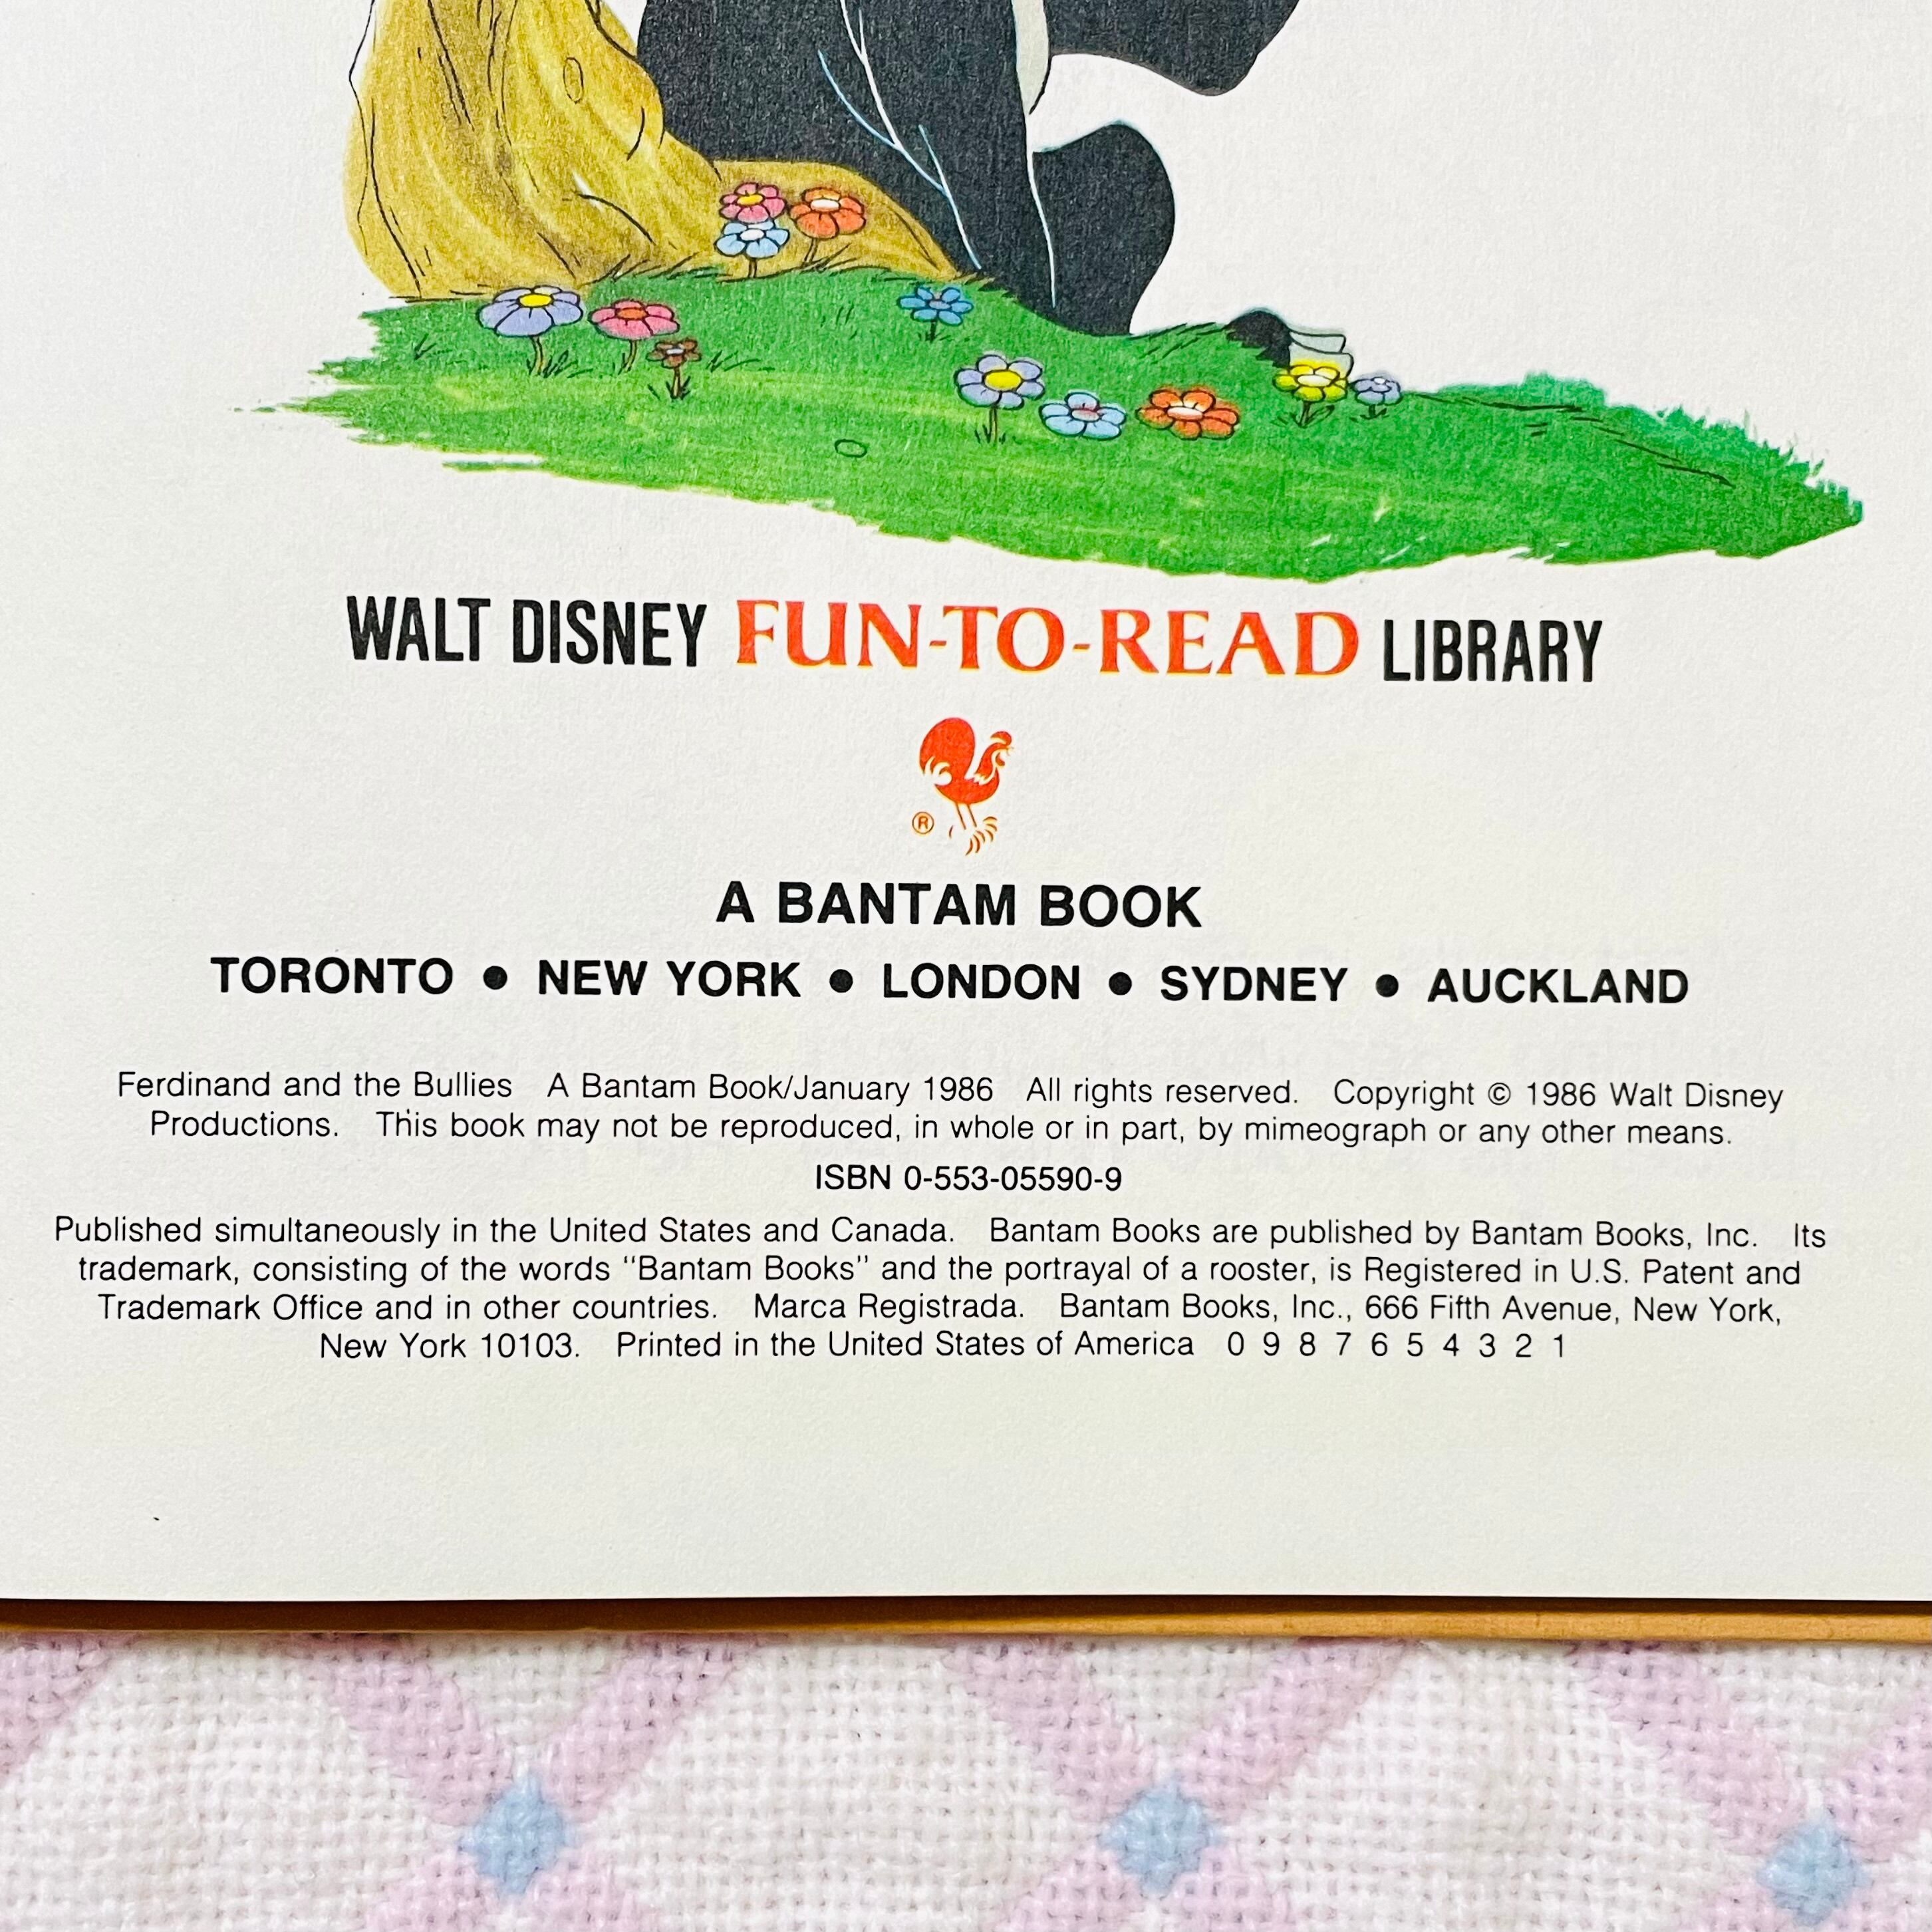 WALT DISNEY FUN-TO-READ LIBRARY
®
A BANTAM BOOK
TORONTO • NEW YORK • LONDON • SYDNEY • AUCKLAND
Ferdinand and the Bullies A Bantam Book/January 1986 All rights reserved. Copyright © 1986 Walt Disney
Productions. This book may not be reproduced, in whole or in part, by mimeograph or any other means.
ISBN 0-553-05590-9
Published simultaneously in the United States and Canada. Bantam Books are published by Bantam Books, Inc. Its
trademark, consisting of the words "Bantam Books" and the portrayal of a rooster, is Registered in U.S. Patent and
Trademark Office and in other countries. Marca Registrada. Bantam Books, Inc., 666 Fifth Avenue, New York,
New York 10103. Printed in the United States of America 0 9 8 7 6 5 4 3 2 1